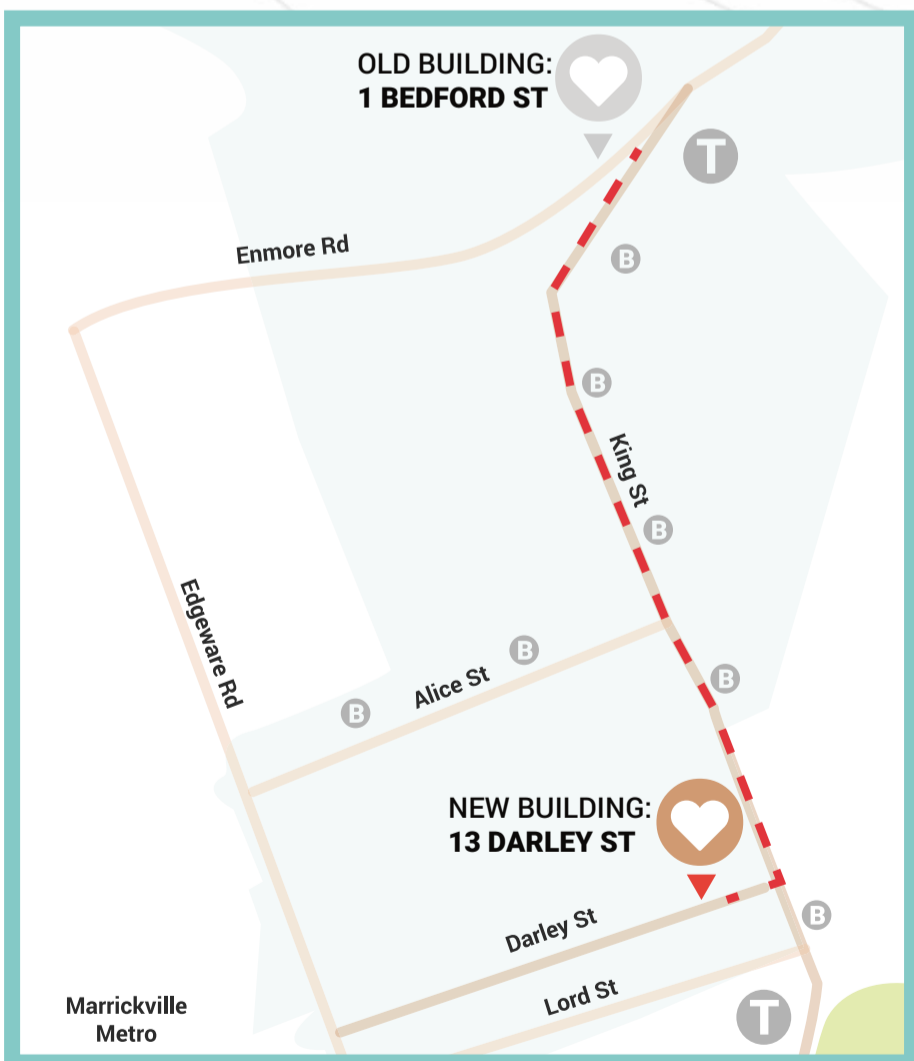 OLD BUILDING:
1 BEDFORD ST
T
Enmore Rd
B
B
King St
B
Edgeware Rd
B
Alice St
B
B
NEW BUILDING:
13 DARLEY ST
B
Darley St
Lord St
Marrickville
Metro
T